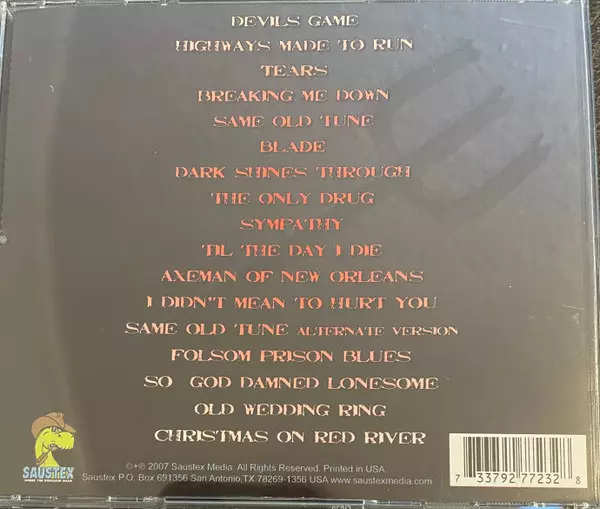 DEVILS GAME
HIGHWAYS MADE TO RUN
TEARS
BREAKING ME DOWN
SAME OLD TUNE
BLADE
DARK SHINES THROUGH
THE ONLY DRUG
SYMPATHY
'TIL THE DAY I DIE
AXEMAN OF NEW ORLEANS
I DIDN'T MEAN TO HURT YOU
SAME OLD TUNE ALTERNATE VERSION
FOLSOM PRISON BLUES
SO GOD DAMNED LONESOME
OLD WEDDING RING
CHRISTMAS ON RED RIVER
SAUSTEX
©+℗ 2007 Saustex Media. All Rights Reserved. Printed in USA.
Saustex P.O. Box 691356 San Antonio,TX 78269-1356 USA www.saustexmedia.com
7 33792 77232 8